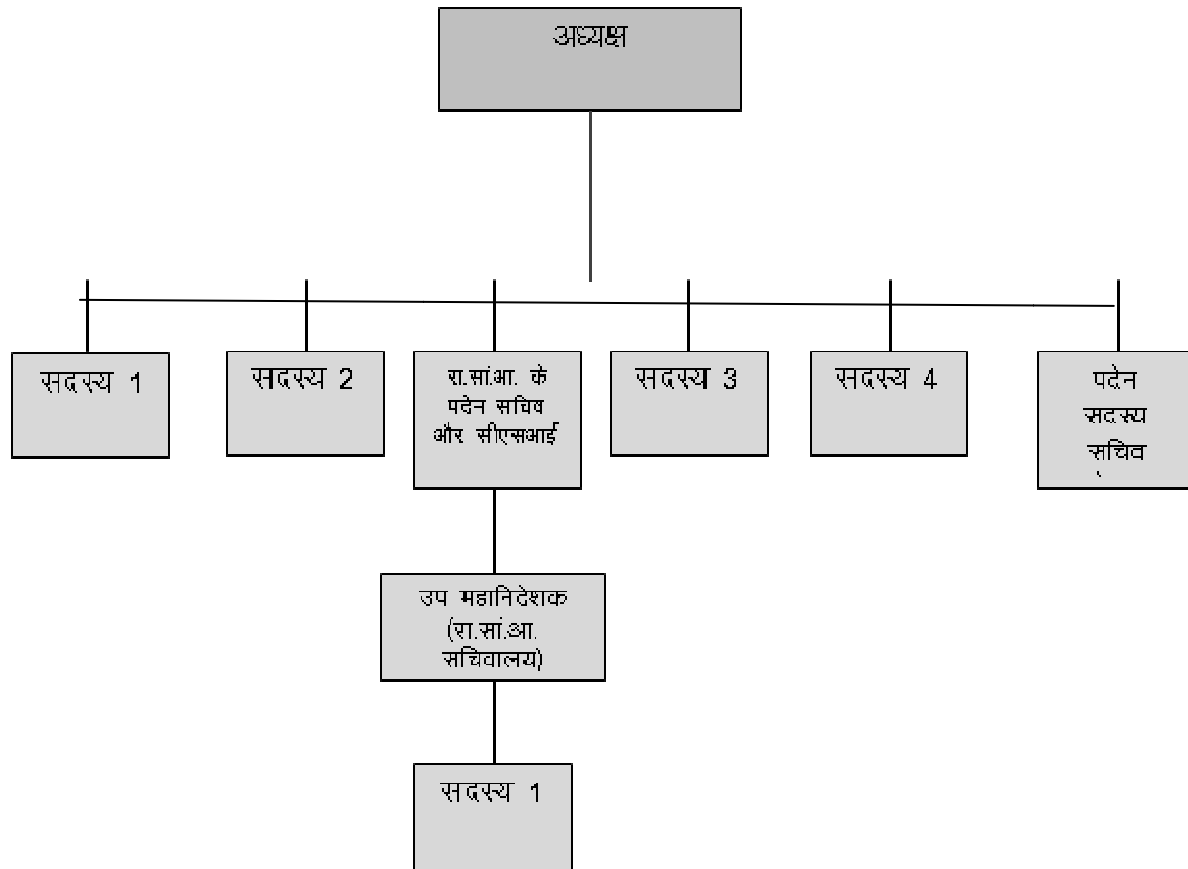 अध्यक्ष
सदस्य 1
सदस्य 2
रा.सां.आ. के
पदेन सचिव
और सीएसआई
सदस्य 3
सदस्य 4
पदेन
सदस्य
सचिव
उप महानिदेशक
(रा.सां.आ.
सचिवालय)
सदस्य 1